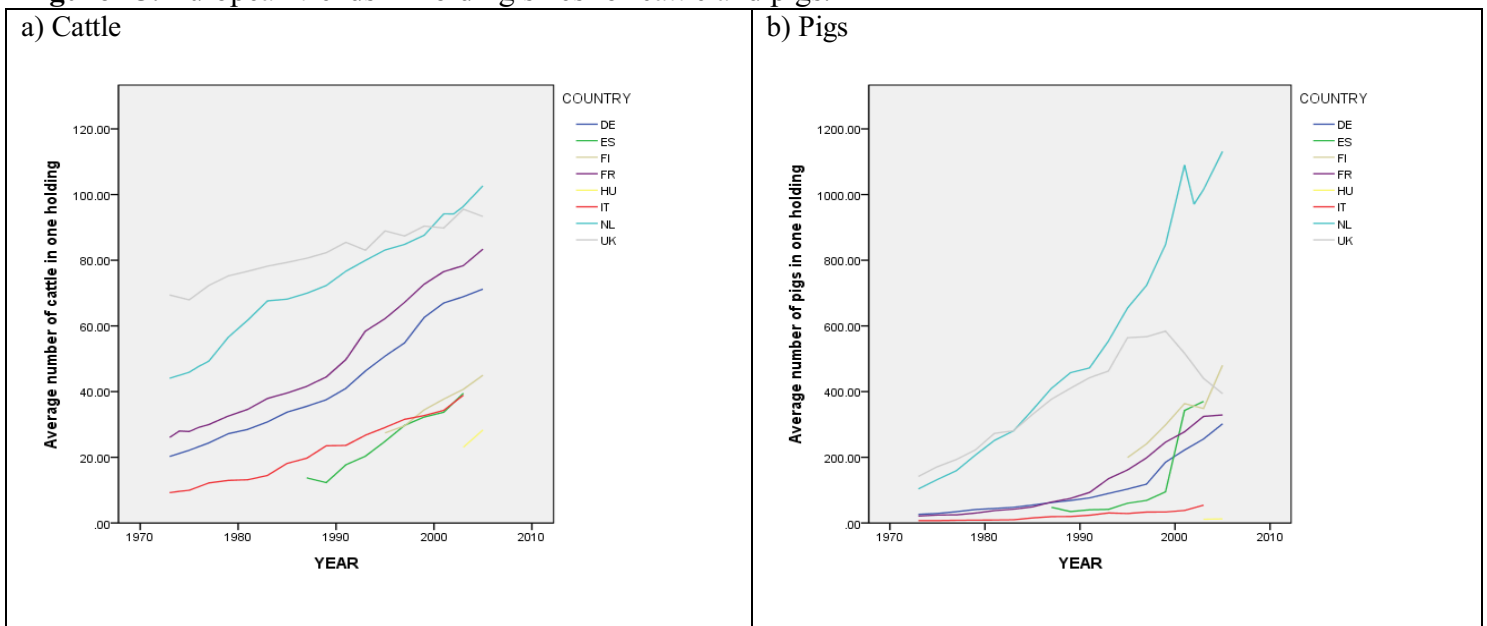 a) Cattle
COUNTRY
DE
ES
FI
FR
HU
IT
NL
UK
120.00
100.00
80.00
60.00
40.00
20.00
.00
1970
1980
1990
2000
2010
Average number of cattle in one holding
YEAR
b) Pigs
COUNTRY
DE
ES
FI
FR
HU
IT
NL
UK
1200.00
1000.00
800.00
600.00
400.00
200.00
.00
1970
1980
1990
2000
2010
Average number of pigs in one holding
YEAR